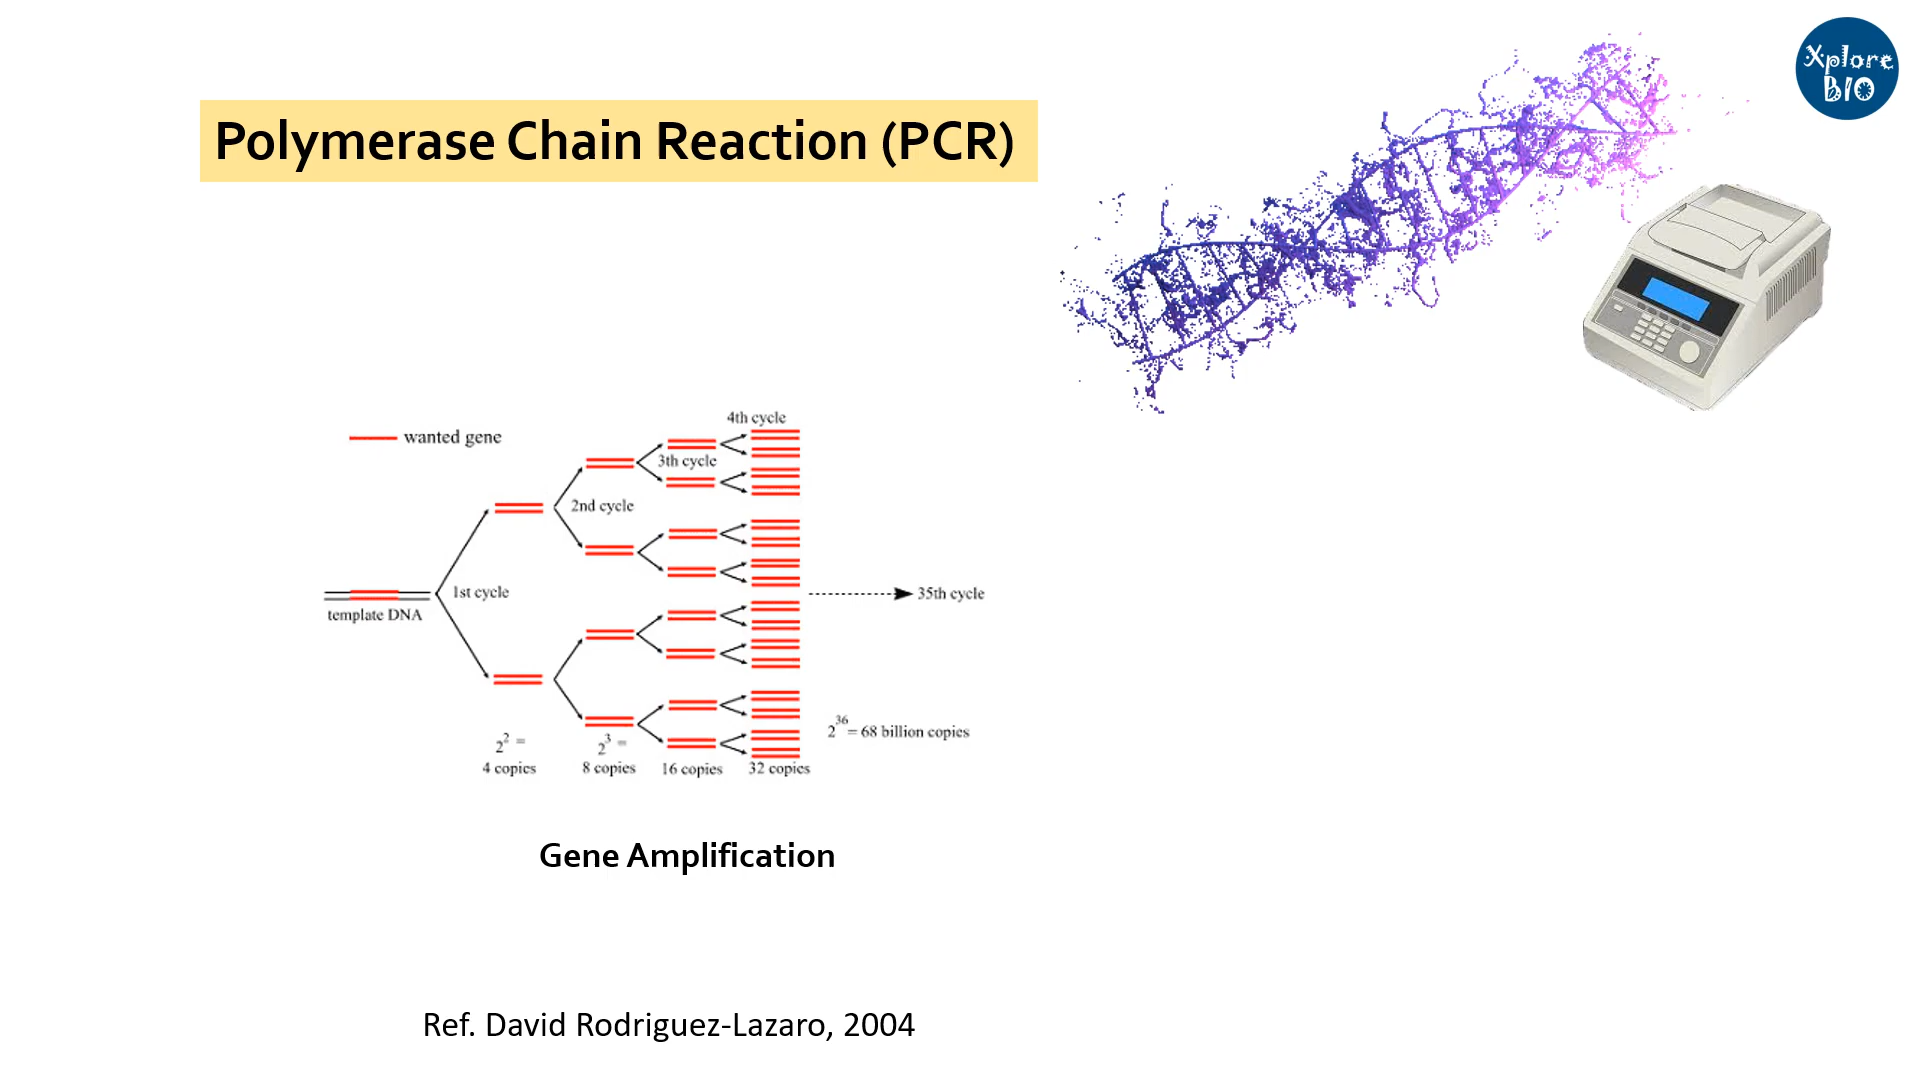 Xplore
BIO
Polymerase Chain Reaction (PCR)
4th cycle
wanted gene
3th cycle
2nd cycle
1st cycle
35th cycle
template DNA
2^36 = 68 billion copies
2^2 =
2^3 =
4 copies
8 copies
16 copies
32 copies
Gene Amplification
Ref. David Rodriguez-Lazaro, 2004